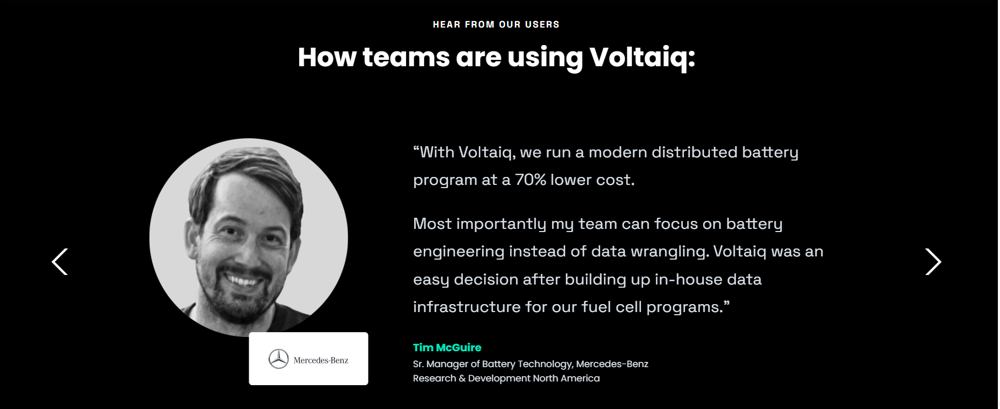 HEAR FROM OUR USERS
How teams are using Voltaiq:
“With Voltaiq, we run a modern distributed battery
program at a 70% lower cost.
Most importantly my team can focus on battery
engineering instead of data wrangling. Voltaiq was an
easy decision after building up in-house data
infrastructure for our fuel cell programs.”
Tim McGuire
Sr. Manager of Battery Technology, Mercedes-Benz
Research & Development North America
Mercedes-Benz